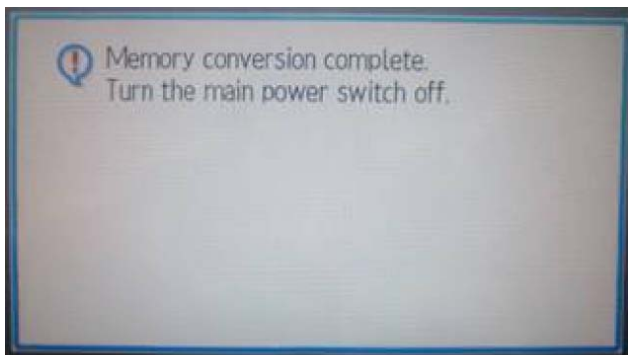 Memory conversion complete.
Turn the main power switch off.